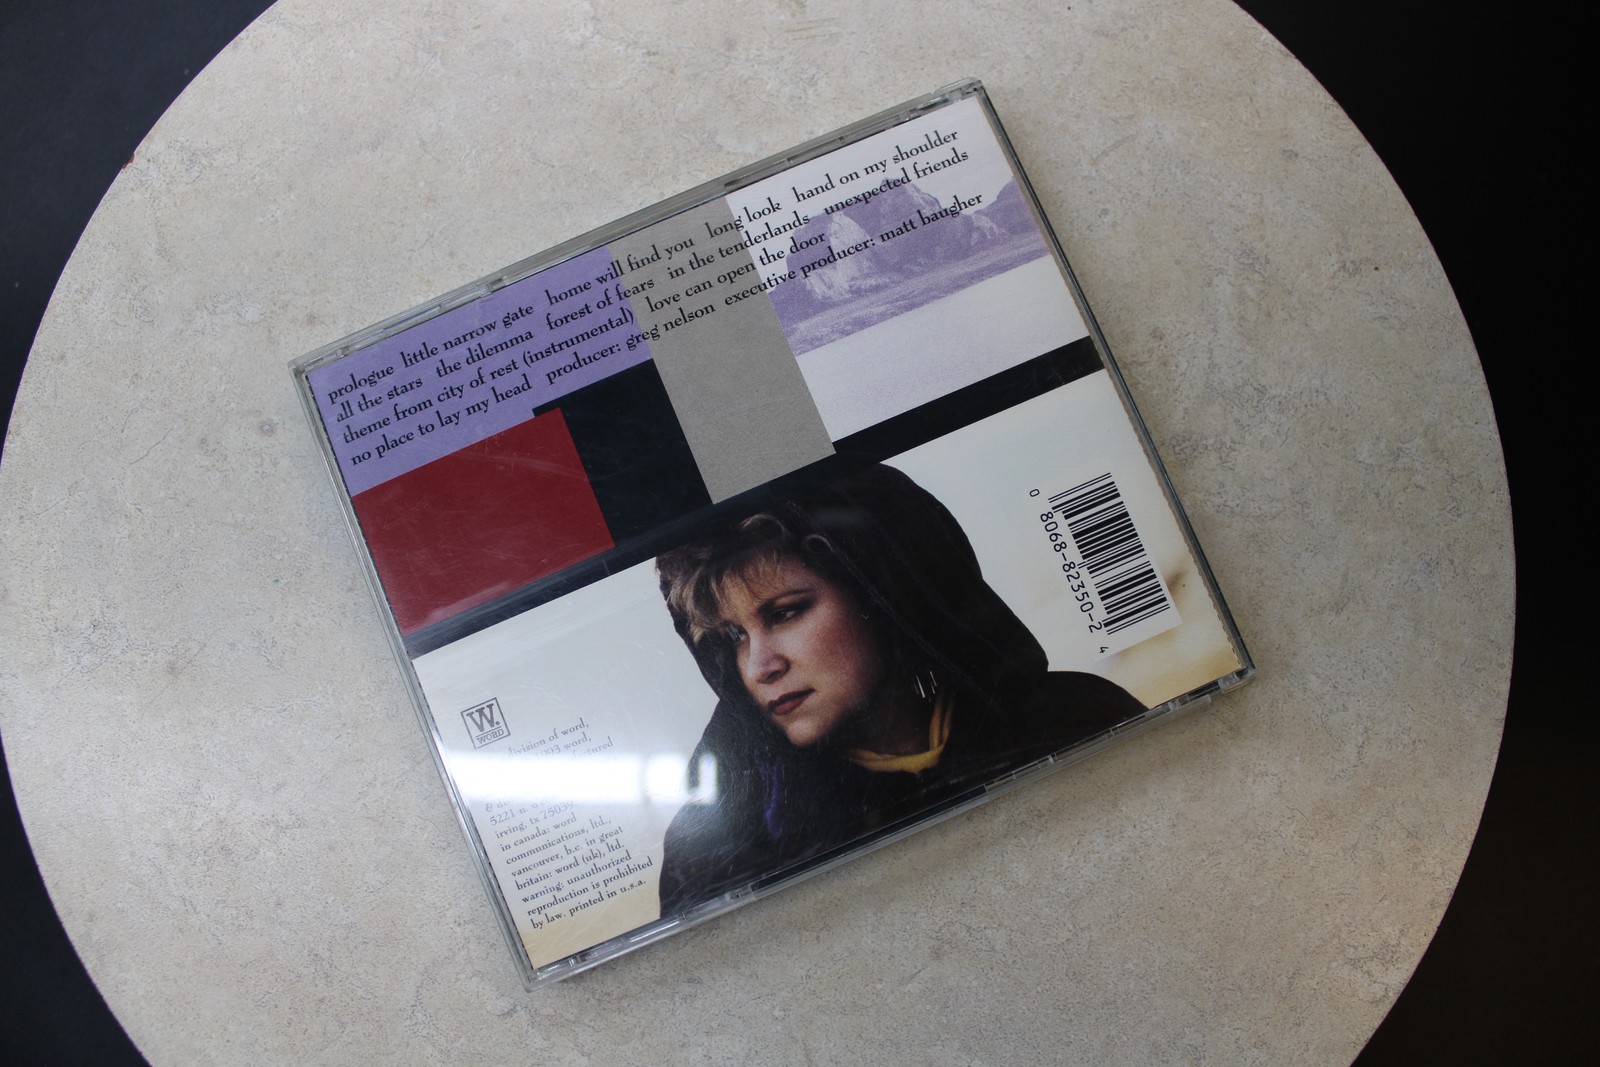 prologue little narrow gate home will find you long look hand on my shoulder
all the stars the dilemma forest of fears in the tenderlands unexpected friends
theme from city of rest (instrumental) love can open the door
no place to lay my head producer: greg nelson executive producer: matt baugher
0 8068-82350-2 4
W.
WORD
division of word,
1993 word,
&
5221 n.
irving, tx 75039
in canada: word
communications, ltd.,
vancouver, b.c. in great
britain: word (uk), ltd.
warning: unauthorized
reproduction is prohibited
by law. printed in u.s.a.